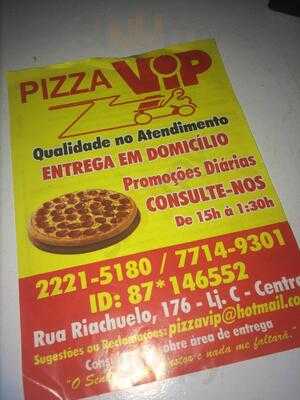 PIZZA VIP
Qualidade no Atendimento
ENTREGA EM DOMICÍLIO
Promoções Diárias
CONSULTE-NOS
De 15h à 1:30h
2221-5180 / 7714-9301
ID: 87*146552
Rua Riachuelo, 176 - Lj. C - Centro
Sugestões ou Reclamações: pizzavip@hotmail.co
sobre área de entrega
"O e nada me faltará.